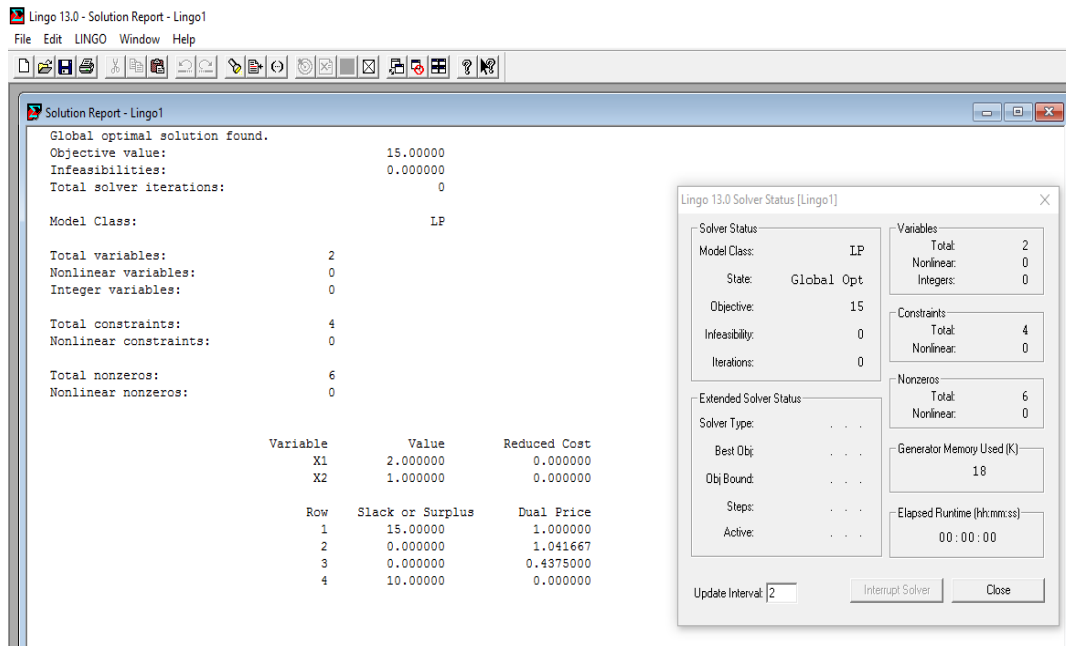 Lingo 13.0 - Solution Report - Lingo1
File Edit LINGO Window Help
Solution Report - Lingo1
Global optimal solution found.
Objective value: 15.00000
Infeasibilities: 0.000000
Total solver iterations: 0
Model Class: LP
Total variables: 2
Nonlinear variables: 0
Integer variables: 0
Total constraints: 4
Nonlinear constraints: 0
Total nonzeros: 6
Nonlinear nonzeros: 0
Variable Value Reduced Cost
X1 2.000000 0.000000
X2 1.000000 0.000000
Row Slack or Surplus Dual Price
1 15.00000 1.000000
2 0.000000 1.041667
3 0.000000 0.4375000
4 10.00000 0.000000
Lingo 13.0 Solver Status [Lingo1]
Solver Status
Model Class: LP
State: Global Opt
Objective: 15
Infeasibility: 0
Iterations: 0
Extended Solver Status
Solver Type: . . .
Best Obj: . . .
Obj Bound: . . .
Steps: . . .
Active: . . .
Variables
Total: 2
Nonlinear: 0
Integers: 0
Constraints
Total: 4
Nonlinear: 0
Nonzeros
Total: 6
Nonlinear: 0
Generator Memory Used (K)
18
Elapsed Runtime (hh:mm:ss)
00:00:00
Update Interval: 2
Interrupt Solver
Close